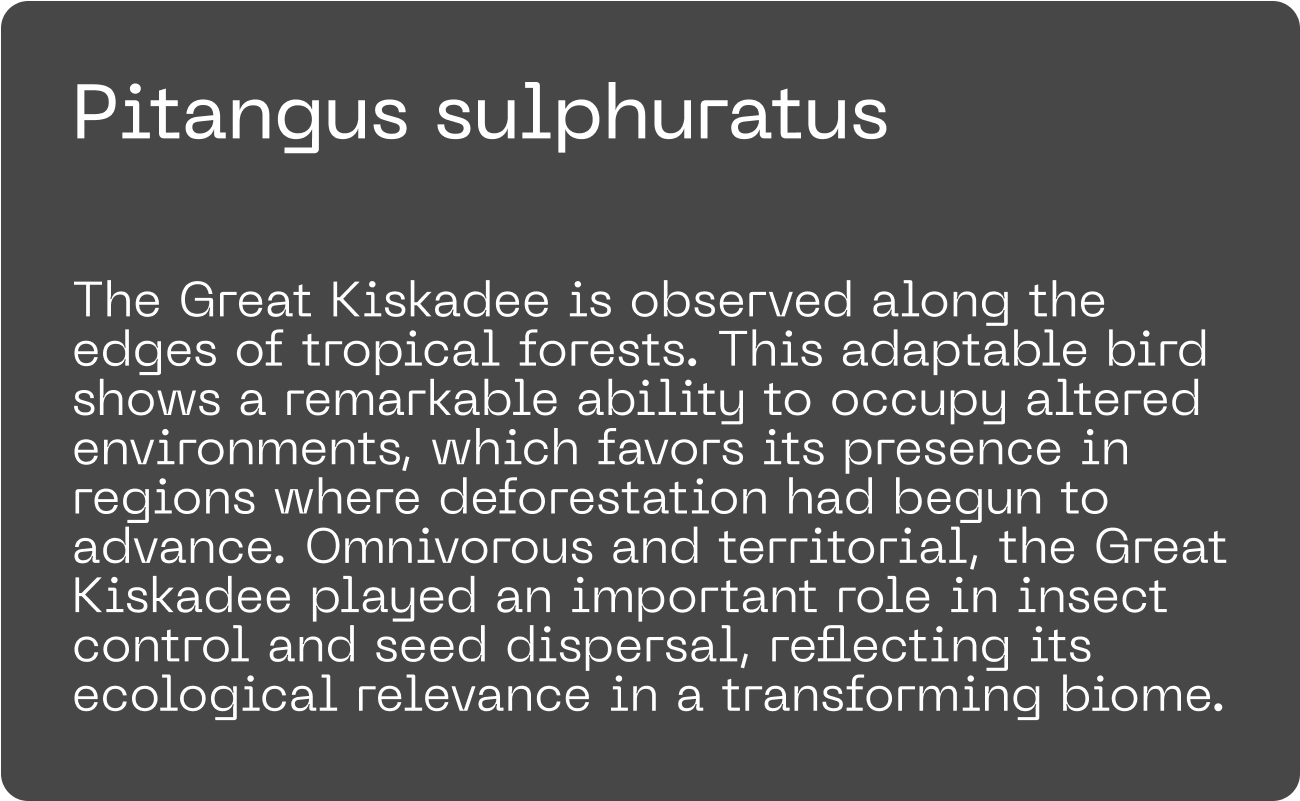 Pitangus sulphuratus
The Great Kiskadee is observed along the
edges of tropical forests. This adaptable bird
shows a remarkable ability to occupy altered
environments, which favors its presence in
regions where deforestation had begun to
advance. Omnivorous and territorial, the Great
Kiskadee played an important role in insect
control and seed dispersal, reflecting its
ecological relevance in a transforming biome.